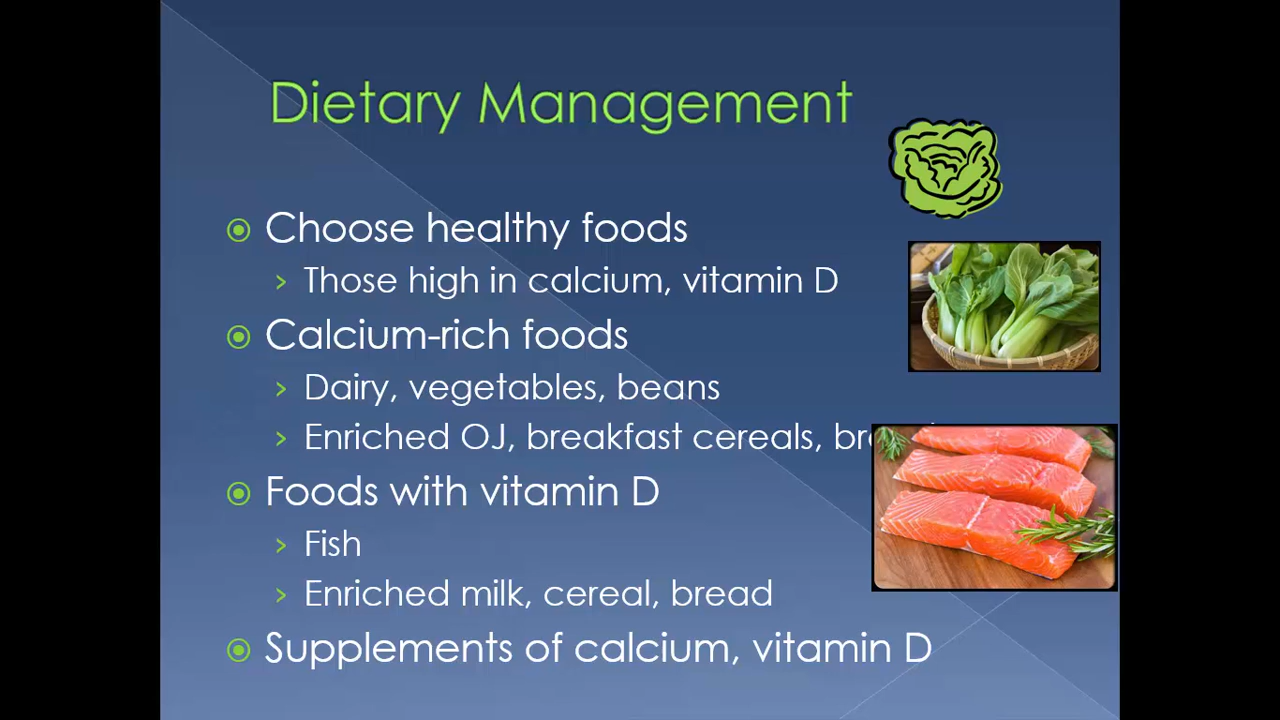 Dietary Management
Choose healthy foods
Those high in calcium, vitamin D
Calcium-rich foods
Dairy, vegetables, beans
Enriched OJ, breakfast cereals,
Foods with vitamin D
Fish
Enriched milk, cereal, bread
Supplements of calcium, vitamin D